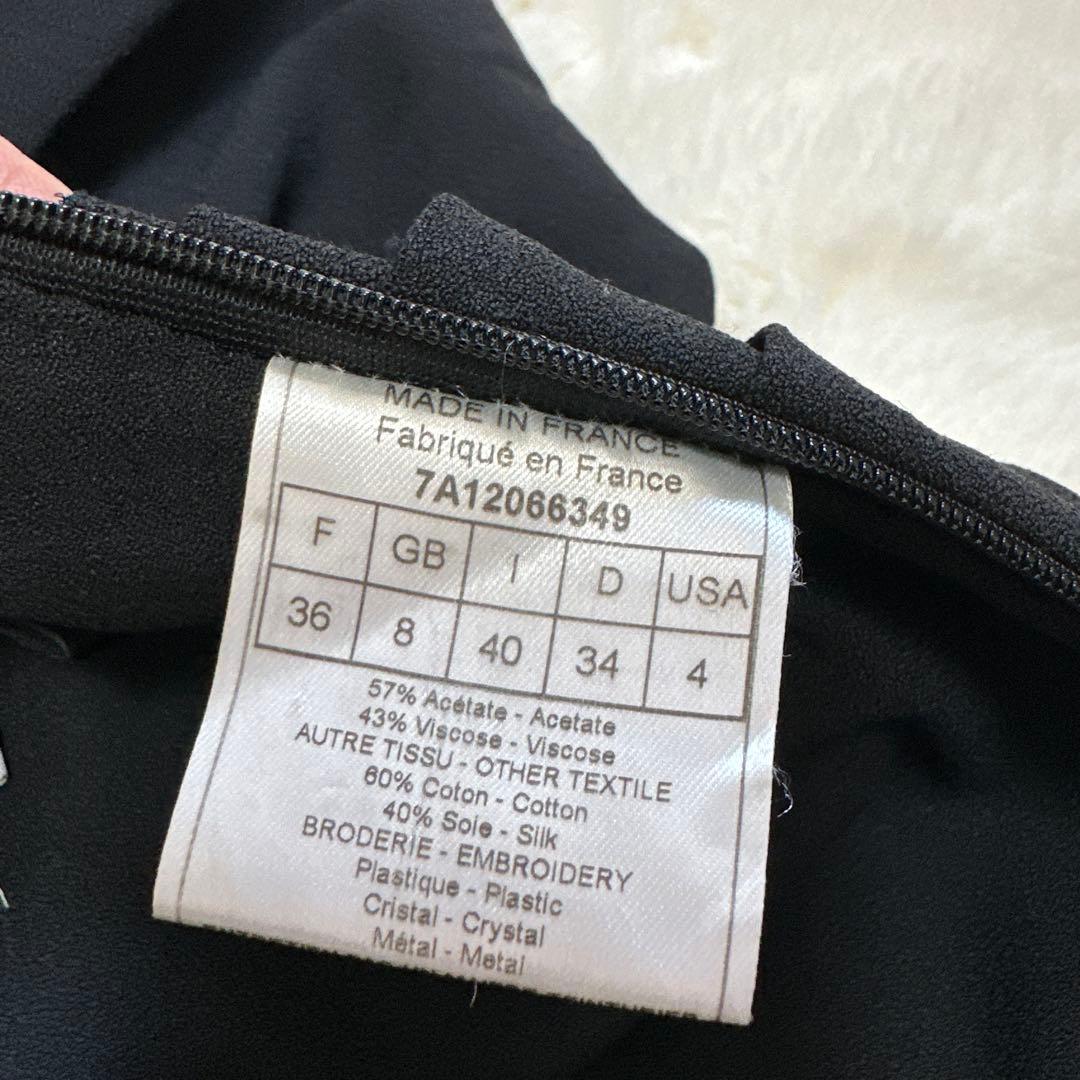 MADE IN FRANCE
Fabriqué en France
7A12066349
F GB I D USA
36 8 40 34 4
57% Acétate - Acetate
43% Viscose - Viscose
AUTRE TISSU - OTHER TEXTILE
60% Coton - Cotton
40% Soie - Silk
BRODERIE - EMBROIDERY
Plastique - Plastic
Cristal - Crystal
Métal - Metal